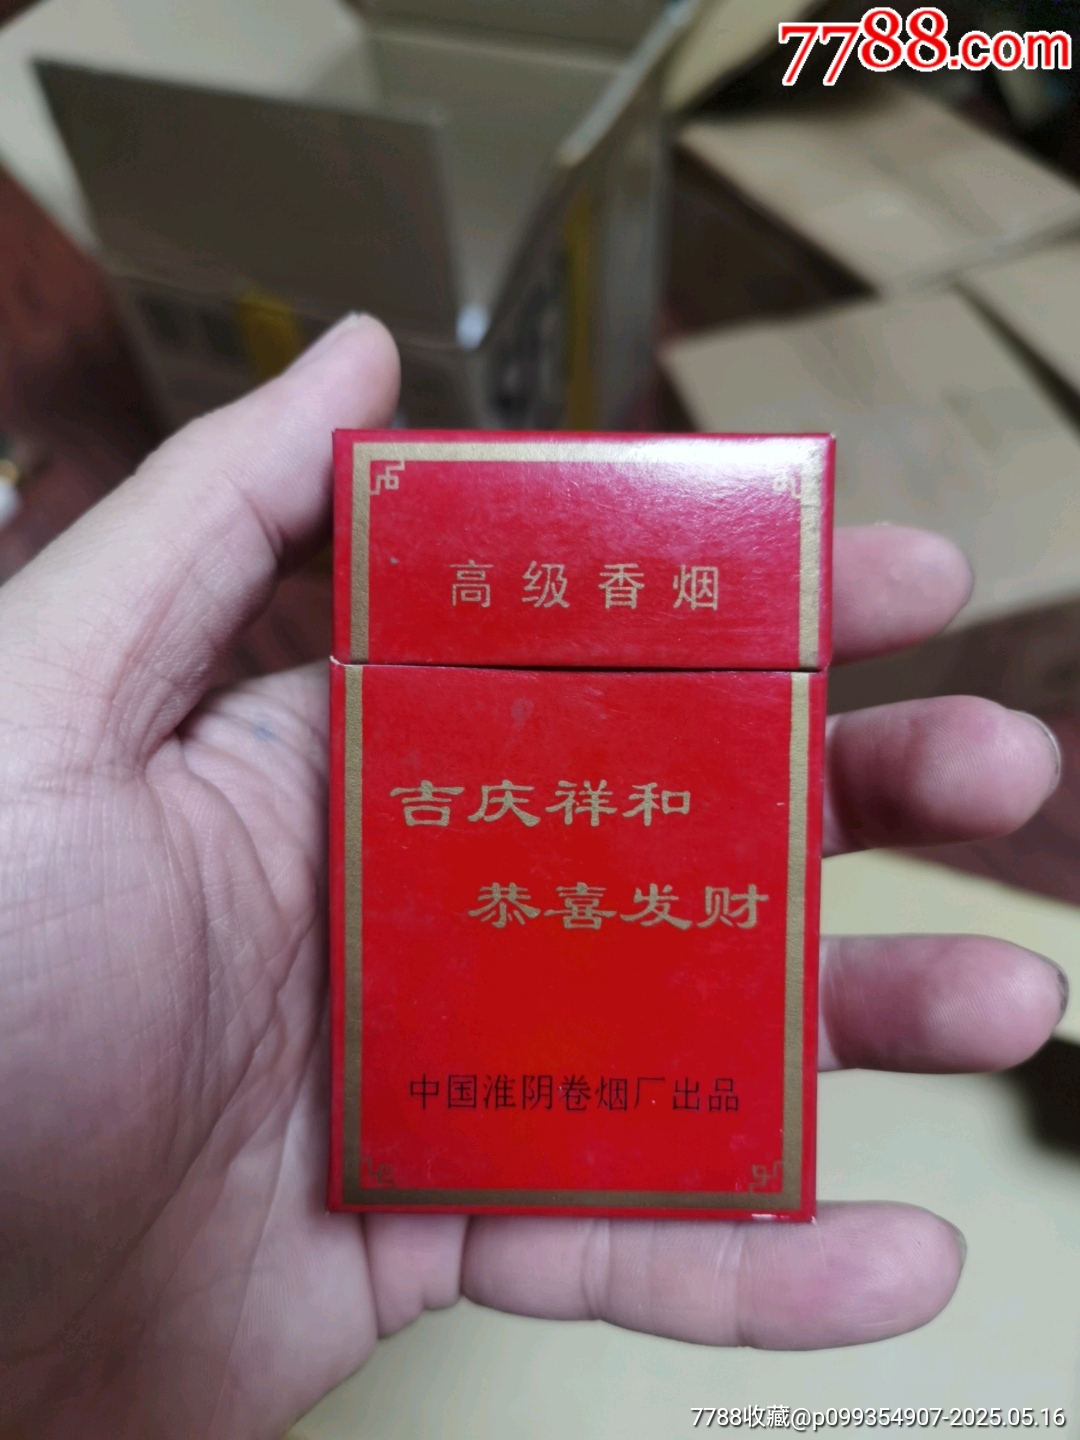 7788.com
高级香烟
吉庆祥和
恭喜发财
中国淮阴卷烟厂出品
7788收藏@p099354907-2025.05.16